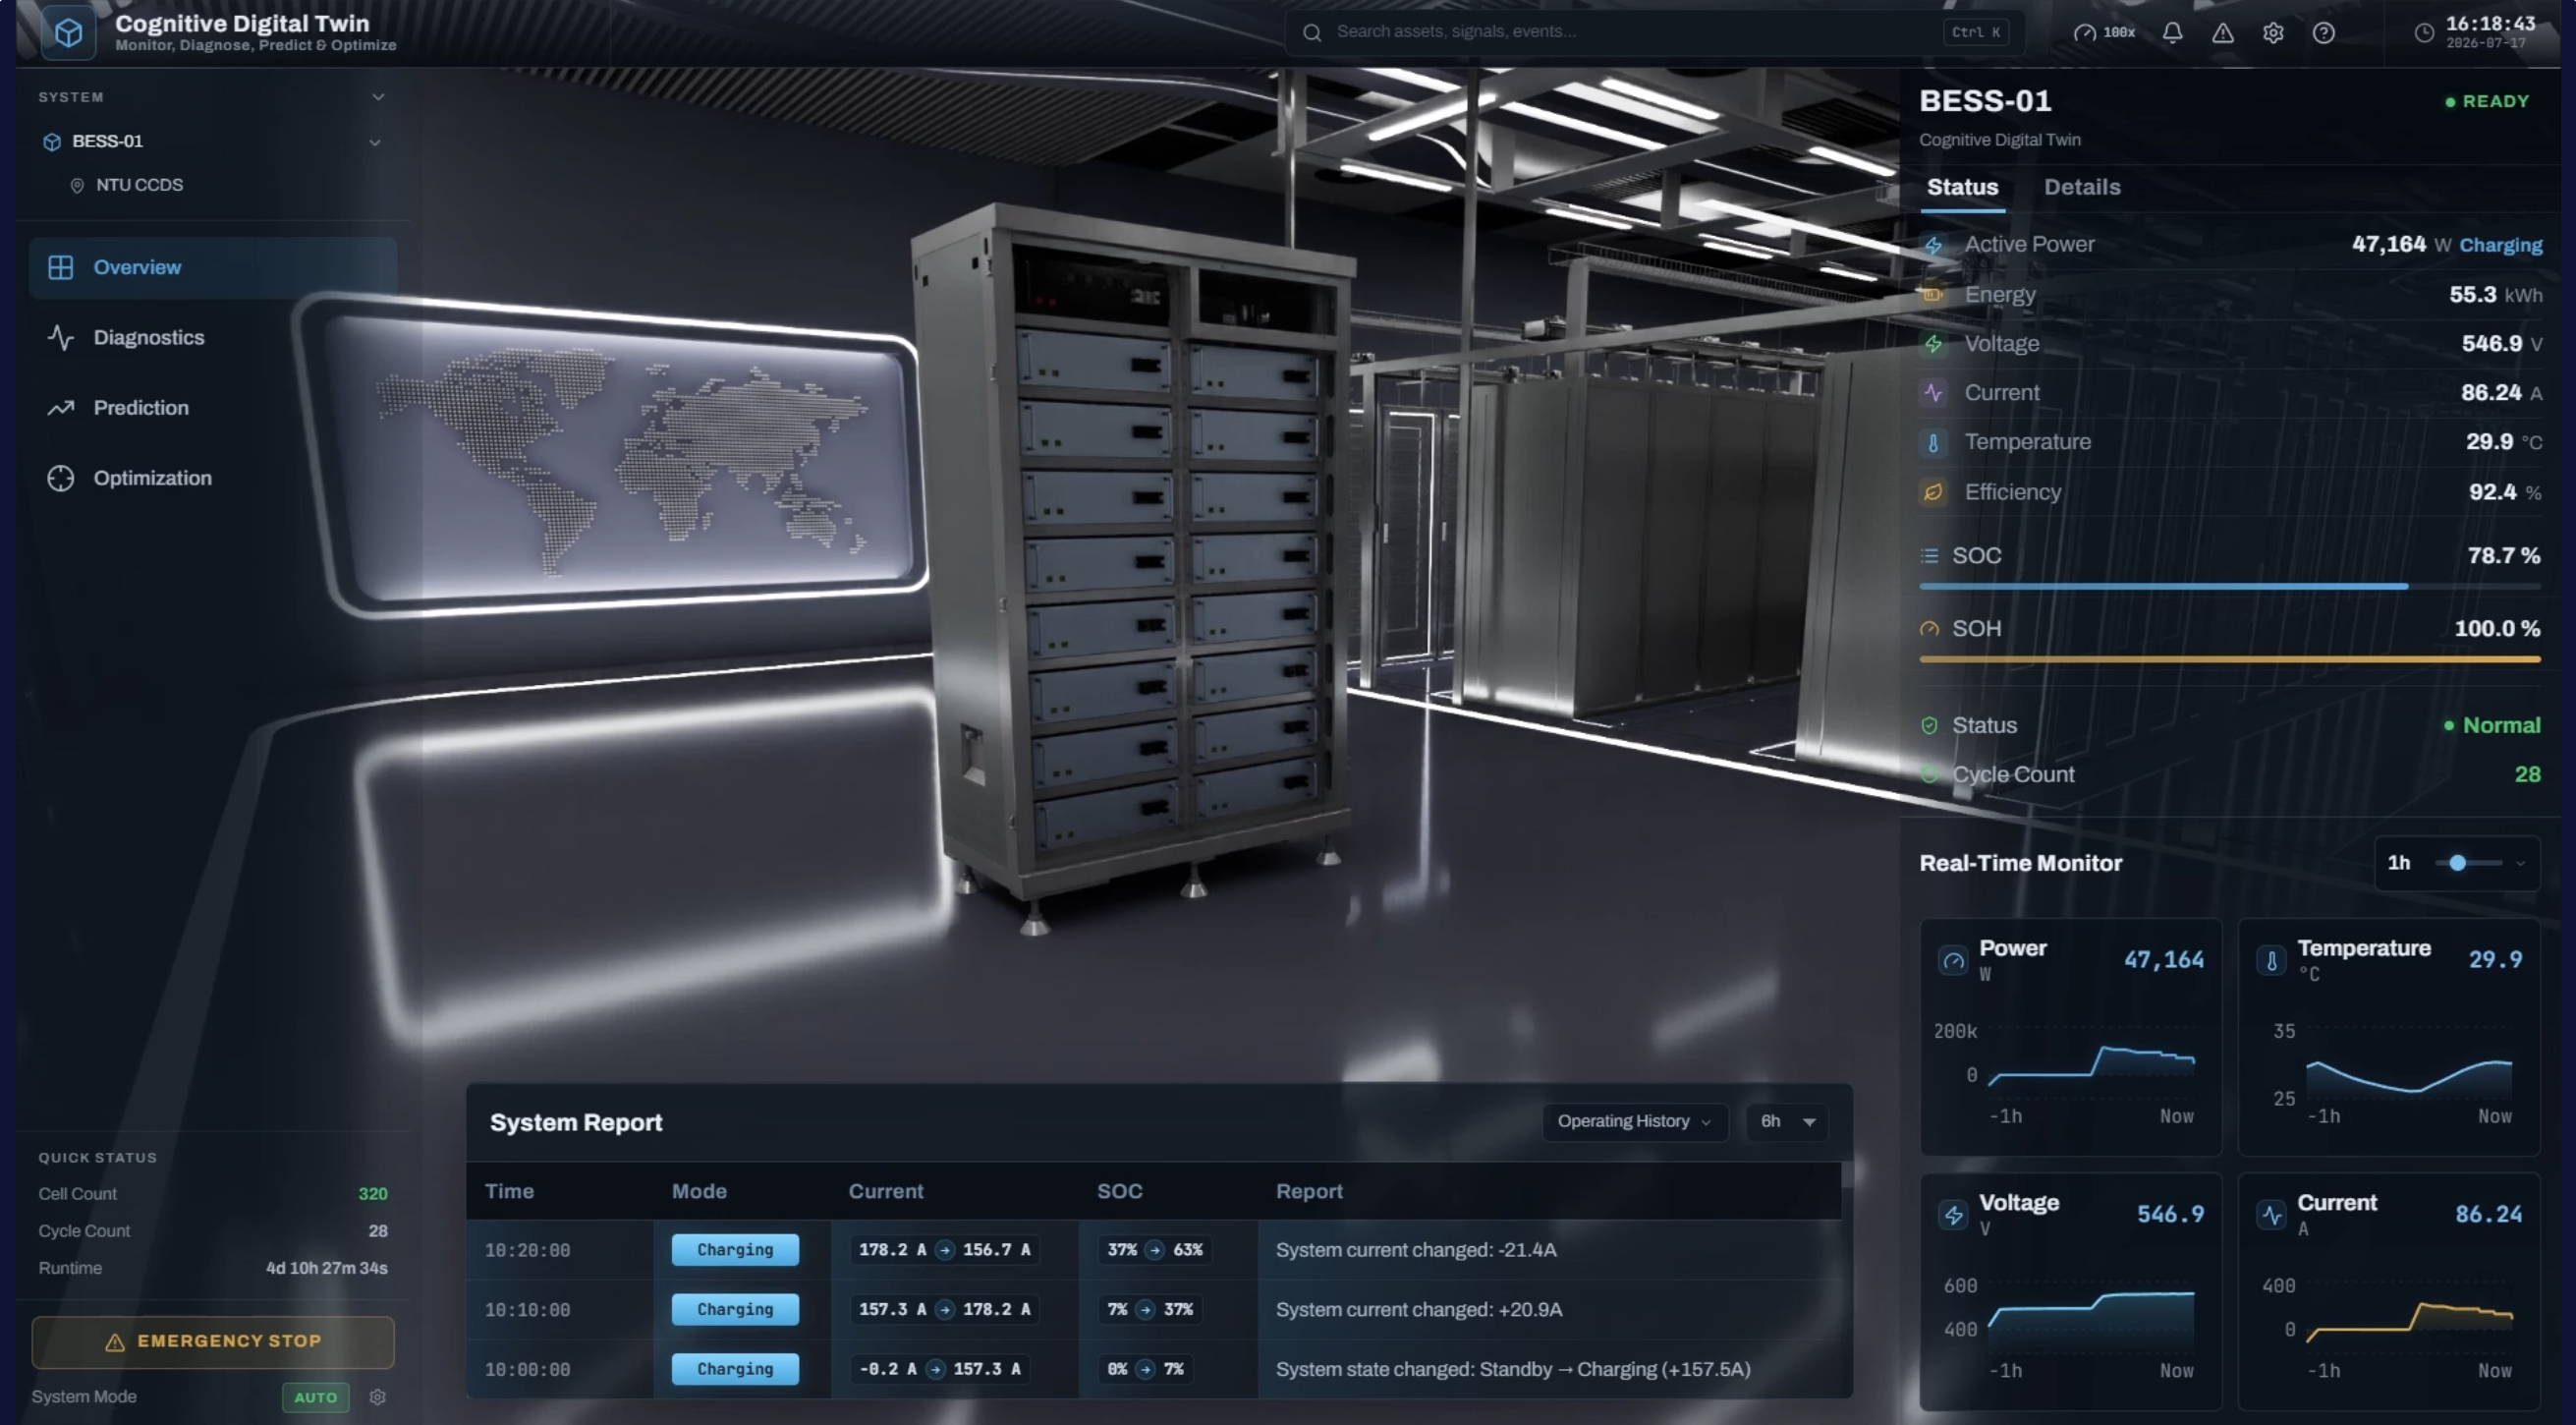 Cognitive Digital Twin
Monitor, Diagnose, Predict & Optimize
Search assets, signals, events...
Ctrl K
100x
16:18:43
2026-07-17
SYSTEM
BESS-01
NTU CCDS
Overview
Diagnostics
Prediction
Optimization
QUICK STATUS
Cell Count 320
Cycle Count 28
Runtime 4d 10h 27m 34s
EMERGENCY STOP
System Mode AUTO
System Report
Operating History
6h
Time Mode Current SOC Report
10:20:00 Charging 178.2 A → 156.7 A 37% → 63% System current changed: -21.4A
10:10:00 Charging 157.3 A → 178.2 A 7% → 37% System current changed: +20.9A
10:00:00 Charging -0.2 A → 157.3 A 0% → 7% System state changed: Standby → Charging (+157.5A)
BESS-01
READY
Cognitive Digital Twin
Status Details
Active Power 47,164 W Charging
Energy 55.3 kWh
Voltage 546.9 V
Current 86.24 A
Temperature 29.9 °C
Efficiency 92.4 %
SOC 78.7 %
SOH 100.0 %
Status Normal
Cycle Count 28
Real-Time Monitor
1h
Power 47,164
W
200k
0
-1h Now
Temperature 29.9
°C
35
25
-1h Now
Voltage 546.9
V
600
400
-1h Now
Current 86.24
A
400
0
-1h Now